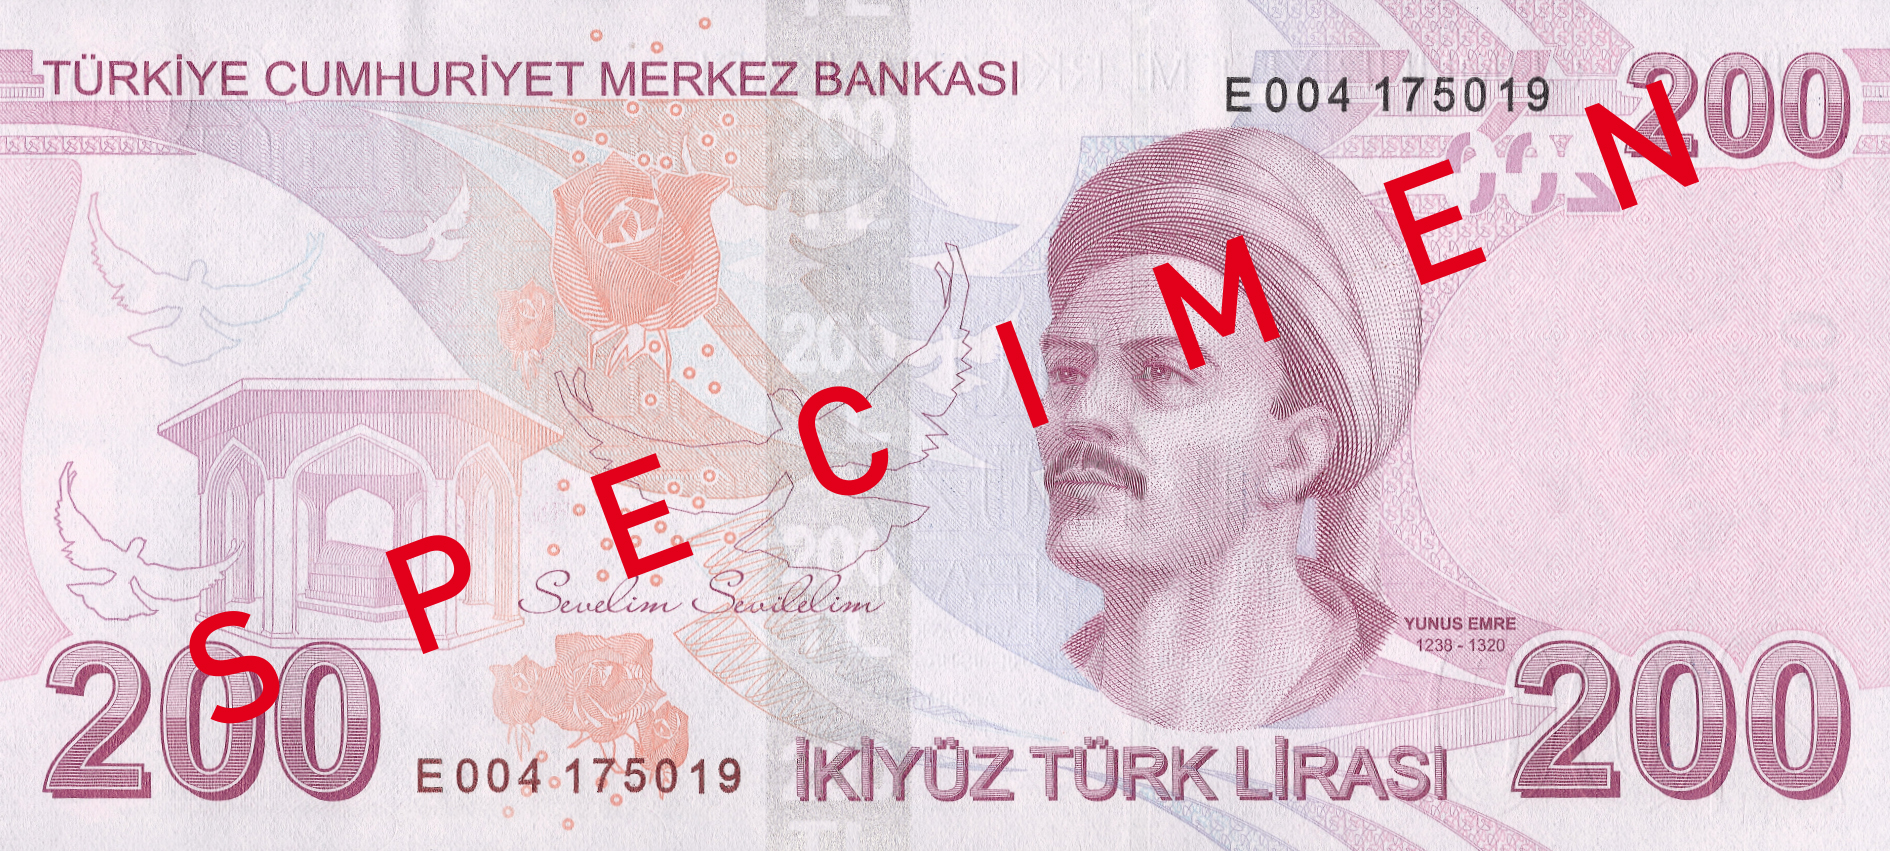 TÜRKİYE CUMHURİYET MERKEZ BANKASI
E004 175019
200
SPECIMEN
Sevelim Sevilelim
YUNUS EMRE
1238 - 1320
200
E004 175019
İKİYÜZ TÜRK LİRASI
200